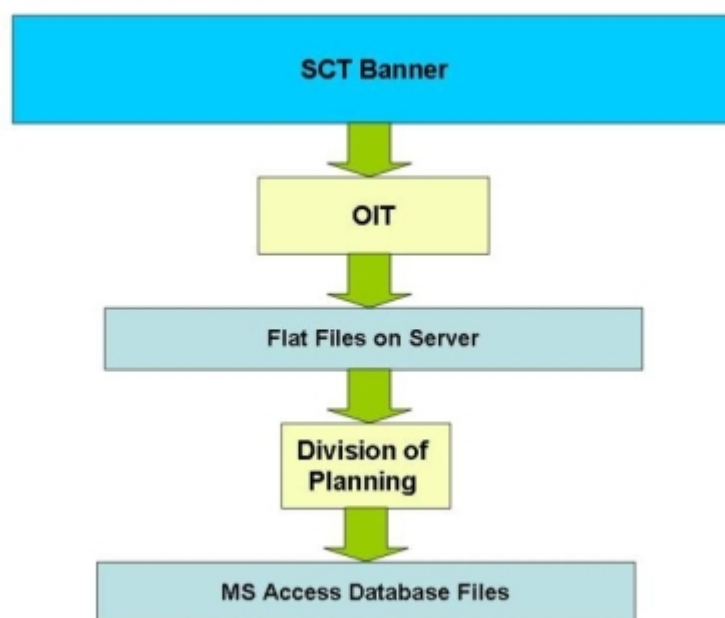 SCT Banner
OIT
Flat Files on Server
Division of
Planning
MS Access Database Files